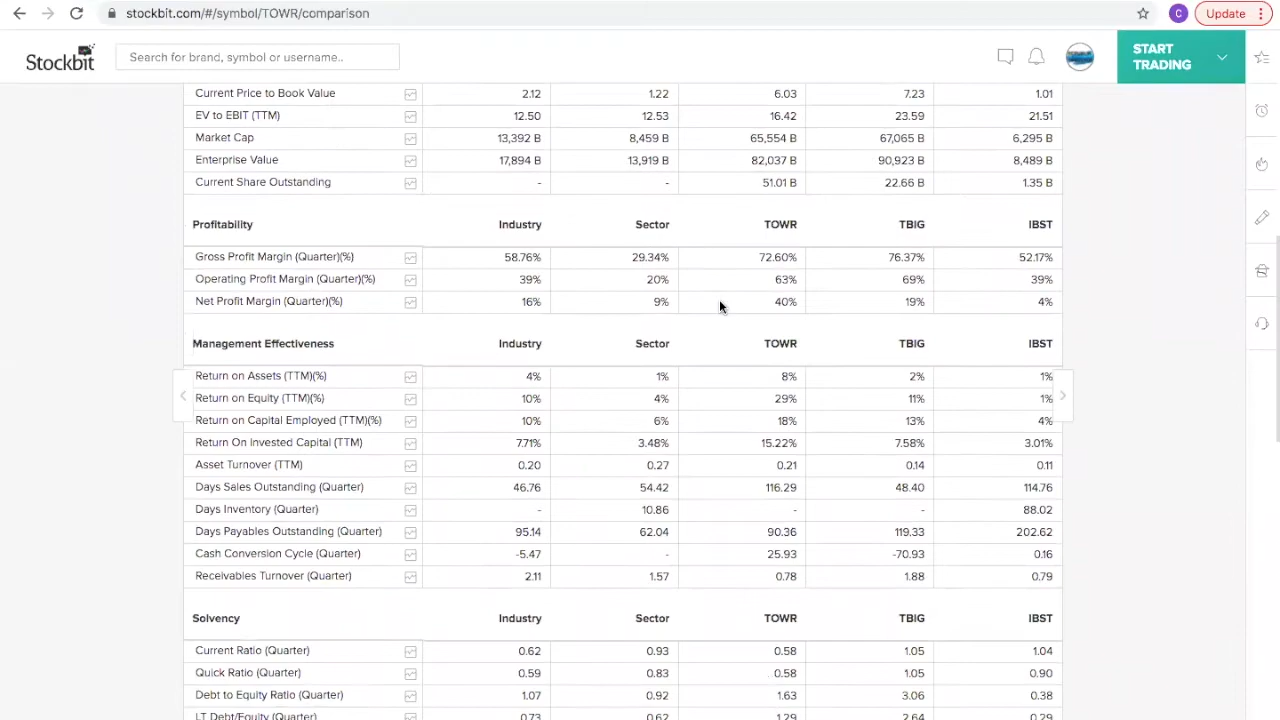 stockbit.com/#/symbol/TOWR/comparison
C
Update
Stockbit
Search for brand, symbol or username..
START TRADING
Current Price to Book Value 2.12 1.22 6.03 7.23 1.01
EV to EBIT (TTM) 12.50 12.53 16.42 23.59 21.51
Market Cap 13,392 B 8,459 B 65,554 B 67,065 B 6,295 B
Enterprise Value 17,894 B 13,919 B 82,037 B 90,923 B 8,489 B
Current Share Outstanding - - 51.01 B 22.66 B 1.35 B
Profitability Industry Sector TOWR TBIG IBST
Gross Profit Margin (Quarter)(%) 58.76% 29.34% 72.60% 76.37% 52.17%
Operating Profit Margin (Quarter)(%) 39% 20% 63% 69% 39%
Net Profit Margin (Quarter)(%) 16% 9% 40% 19% 4%
Management Effectiveness Industry Sector TOWR TBIG IBST
Return on Assets (TTM)(%) 4% 1% 8% 2% 1%
Return on Equity (TTM)(%) 10% 4% 29% 11% 1%
Return on Capital Employed (TTM)(%) 10% 6% 18% 13% 4%
Return On Invested Capital (TTM) 7.71% 3.48% 15.22% 7.58% 3.01%
Asset Turnover (TTM) 0.20 0.27 0.21 0.14 0.11
Days Sales Outstanding (Quarter) 46.76 54.42 116.29 48.40 114.76
Days Inventory (Quarter) - 10.86 - - 88.02
Days Payables Outstanding (Quarter) 95.14 62.04 90.36 119.33 202.62
Cash Conversion Cycle (Quarter) -5.47 - 25.93 -70.93 0.16
Receivables Turnover (Quarter) 2.11 1.57 0.78 1.88 0.79
Solvency Industry Sector TOWR TBIG IBST
Current Ratio (Quarter) 0.62 0.93 0.58 1.05 1.04
Quick Ratio (Quarter) 0.59 0.83 0.58 1.05 0.90
Debt to Equity Ratio (Quarter) 1.07 0.92 1.63 3.06 0.38
LT Debt/Equity (Quarter) 0.73 0.62 1.29 2.64 0.29